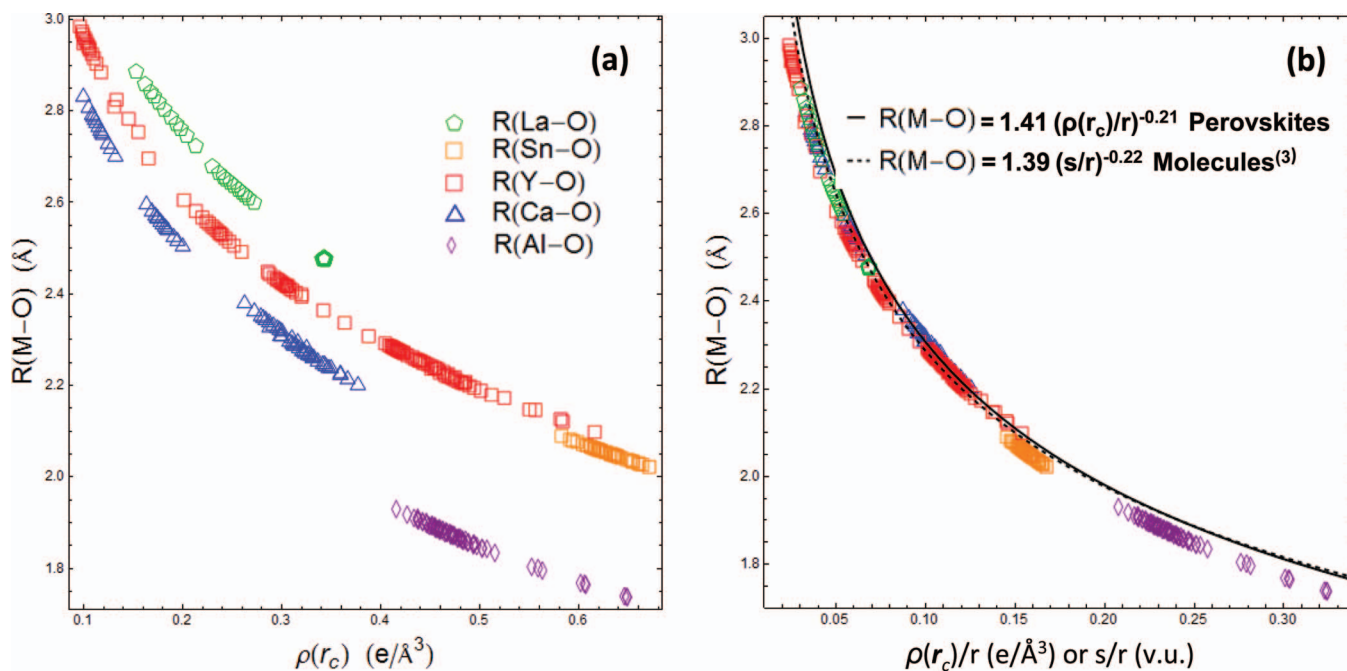 (a)
R(La–O)
R(Sn–O)
R(Y–O)
R(Ca–O)
R(Al–O)
R(M–O) (Å)
3.0
2.8
2.6
2.4
2.2
2.0
1.8
0.1 0.2 0.3 0.4 0.5 0.6
ρ(r_c) (e/Å³)
(b)
R(M–O) = 1.41 (ρ(r_c)/r)^-0.21 Perovskites
R(M–O) = 1.39 (s/r)^-0.22 Molecules^(3)
R(M–O) (Å)
3.0
2.8
2.6
2.4
2.2
2.0
1.8
0.05 0.10 0.15 0.20 0.25 0.30
ρ(r_c)/r (e/Å³) or s/r (v.u.)